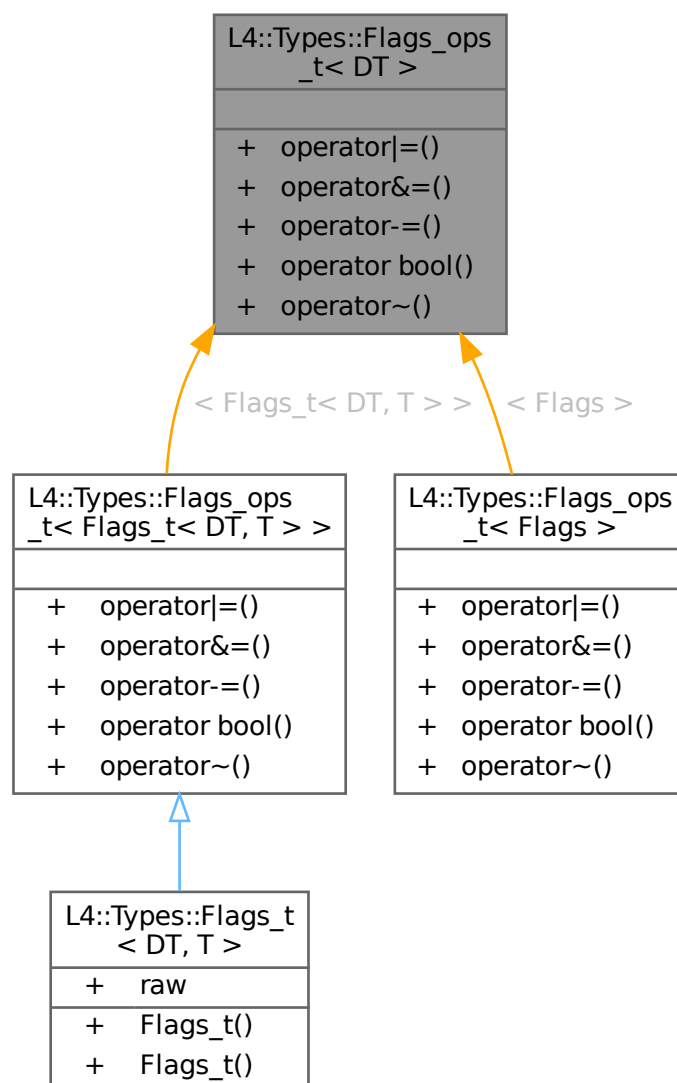 L4::Types::Flags_ops
_t< DT >
+ operator|=()
+ operator&=()
+ operator-=()
+ operator bool()
+ operator~()
< Flags_t< DT, T > >
< Flags >
L4::Types::Flags_ops
_t< Flags_t< DT, T > >
+ operator|=()
+ operator&=()
+ operator-=()
+ operator bool()
+ operator~()
L4::Types::Flags_ops
_t< Flags >
+ operator|=()
+ operator&=()
+ operator-=()
+ operator bool()
+ operator~()
L4::Types::Flags_t
< DT, T >
+ raw
+ Flags_t()
+ Flags_t()